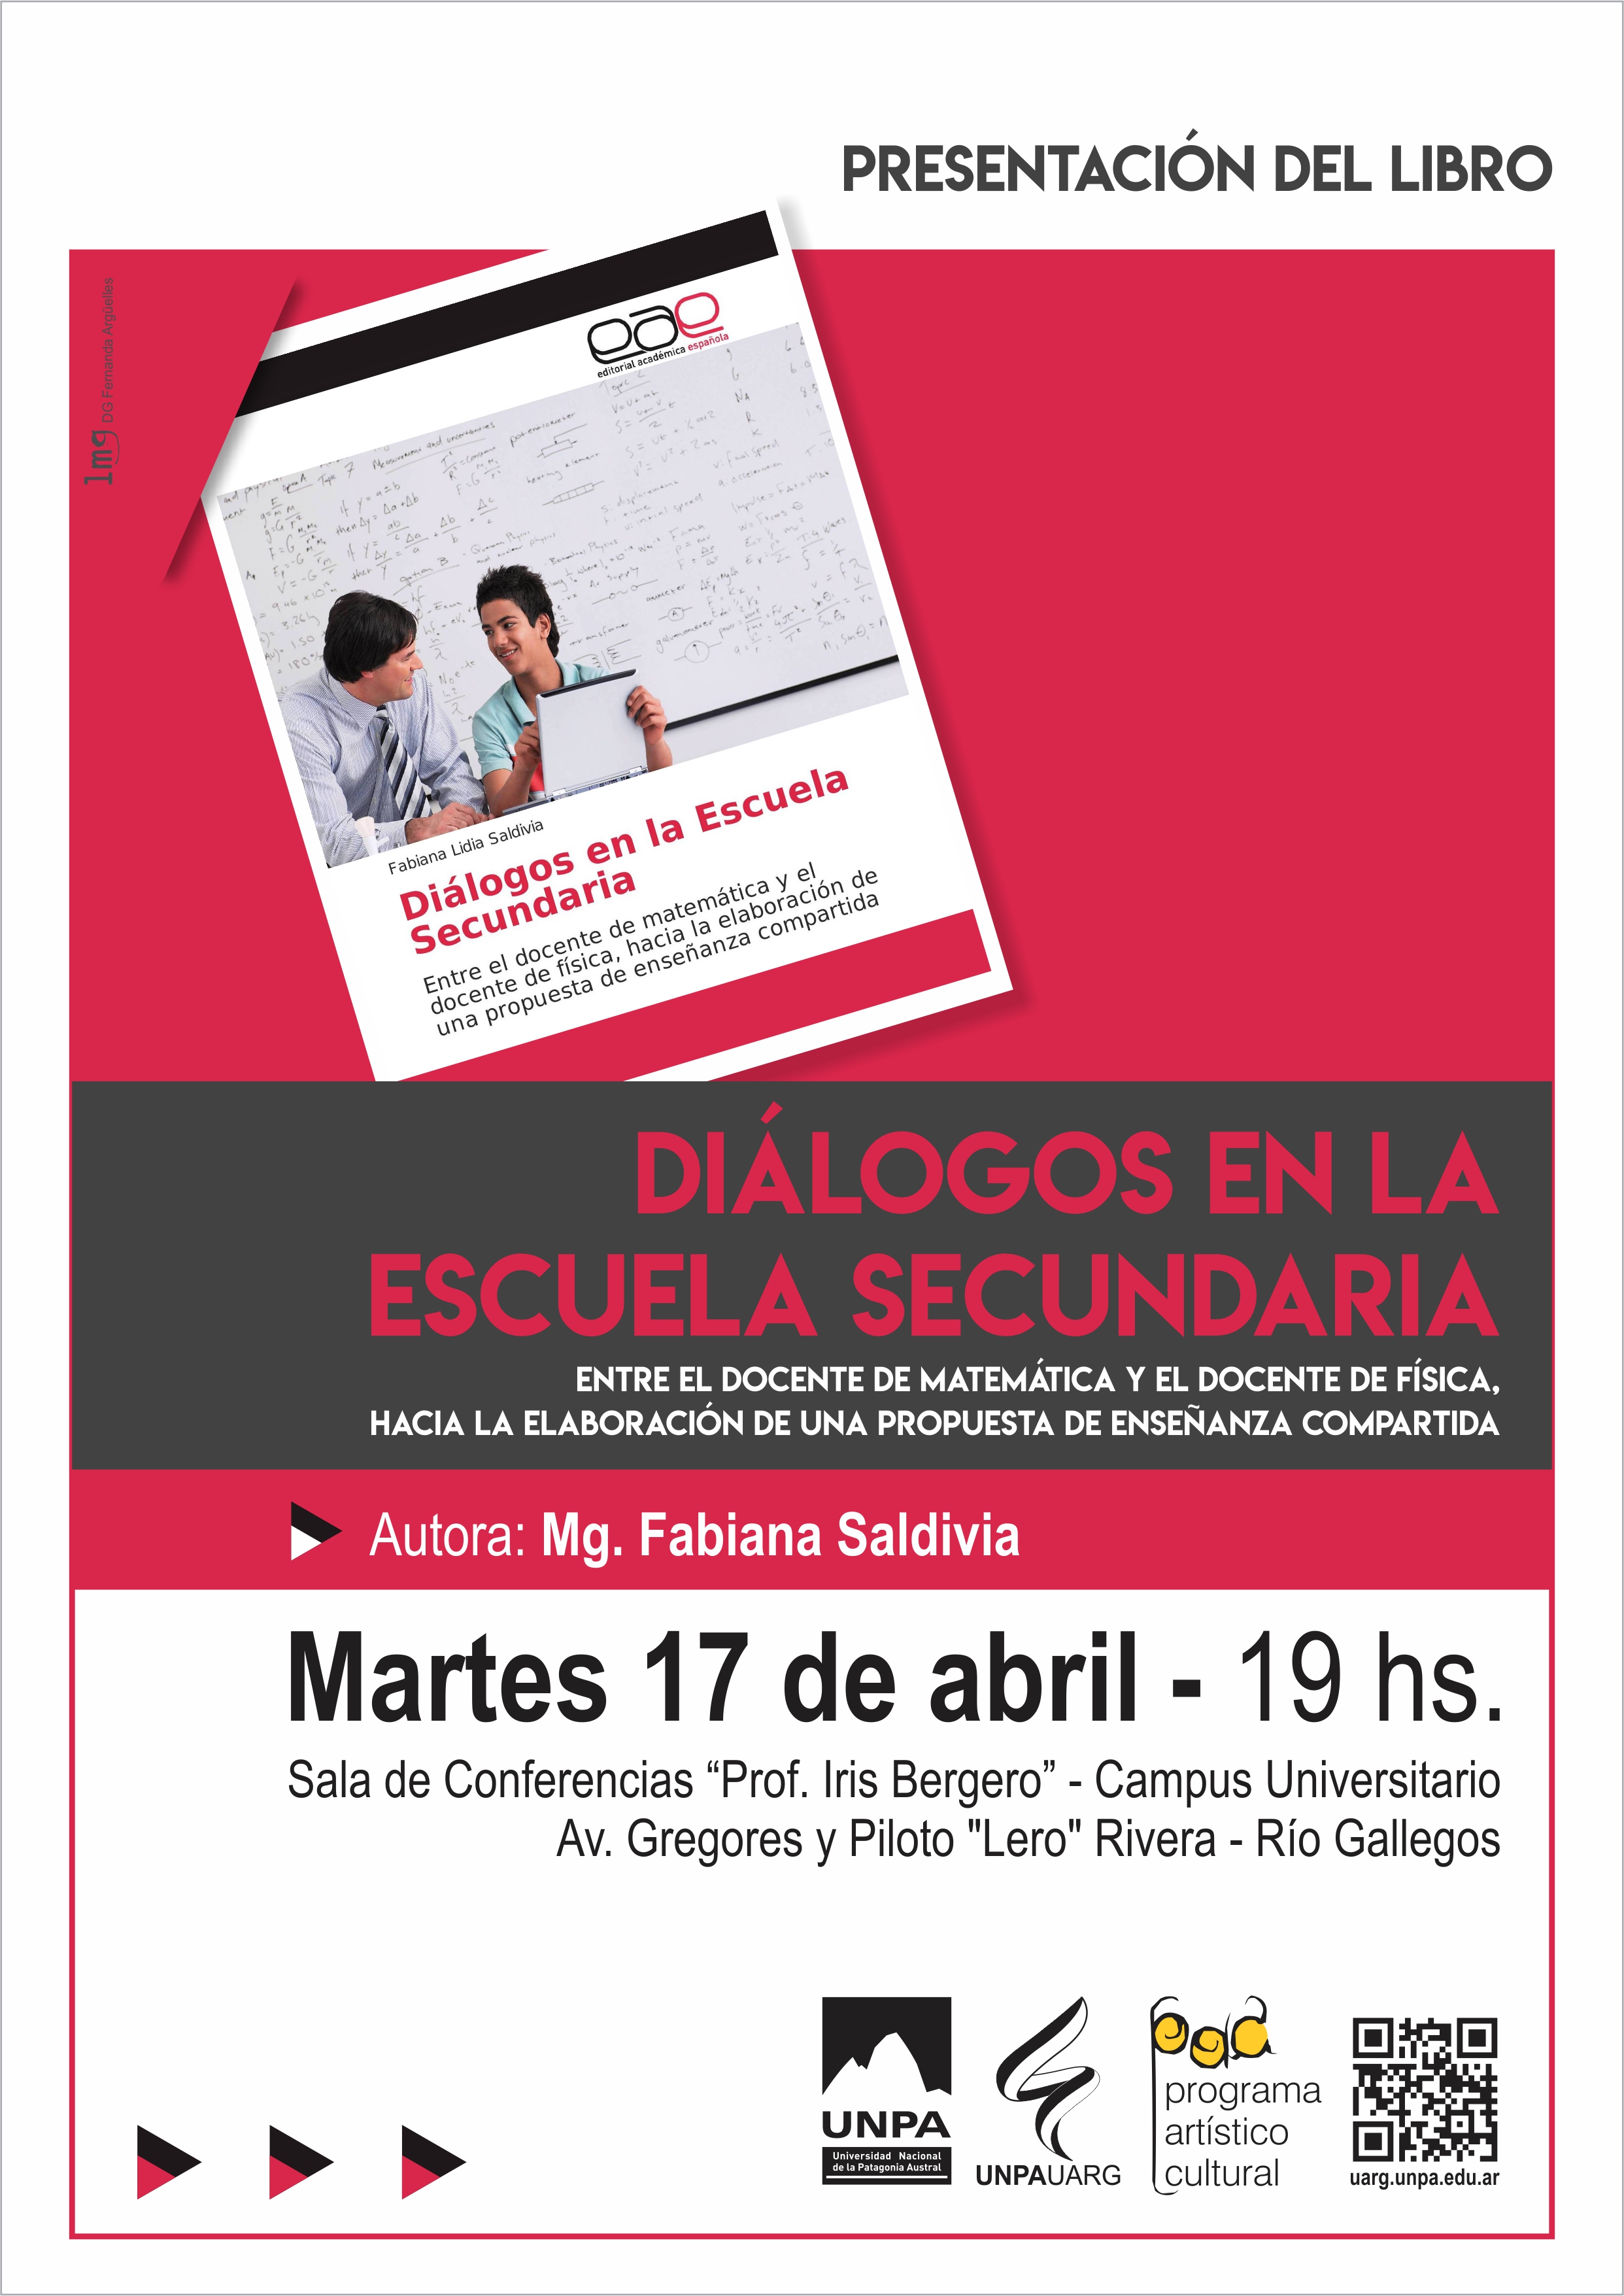 PRESENTACIÓN DEL LIBRO
lmg DG Fernanda Argüelles
eae
editorial académica española
Fabiana Lidia Saldivia
Diálogos en la Escuela
Secundaria
Entre el docente de matemática y el
docente de física, hacia la elaboración de
una propuesta de enseñanza compartida
DIÁLOGOS EN LA
ESCUELA SECUNDARIA
ENTRE EL DOCENTE DE MATEMÁTICA Y EL DOCENTE DE FÍSICA,
HACIA LA ELABORACIÓN DE UNA PROPUESTA DE ENSEÑANZA COMPARTIDA
Autora: Mg. Fabiana Saldivia
Martes 17 de abril - 19 hs.
Sala de Conferencias “Prof. Iris Bergero” - Campus Universitario
Av. Gregores y Piloto "Lero" Rivera - Río Gallegos
UNPA
Universidad Nacional
de la Patagonia Austral
UNPAUARG
pac
programa
artístico
cultural
uarg.unpa.edu.ar